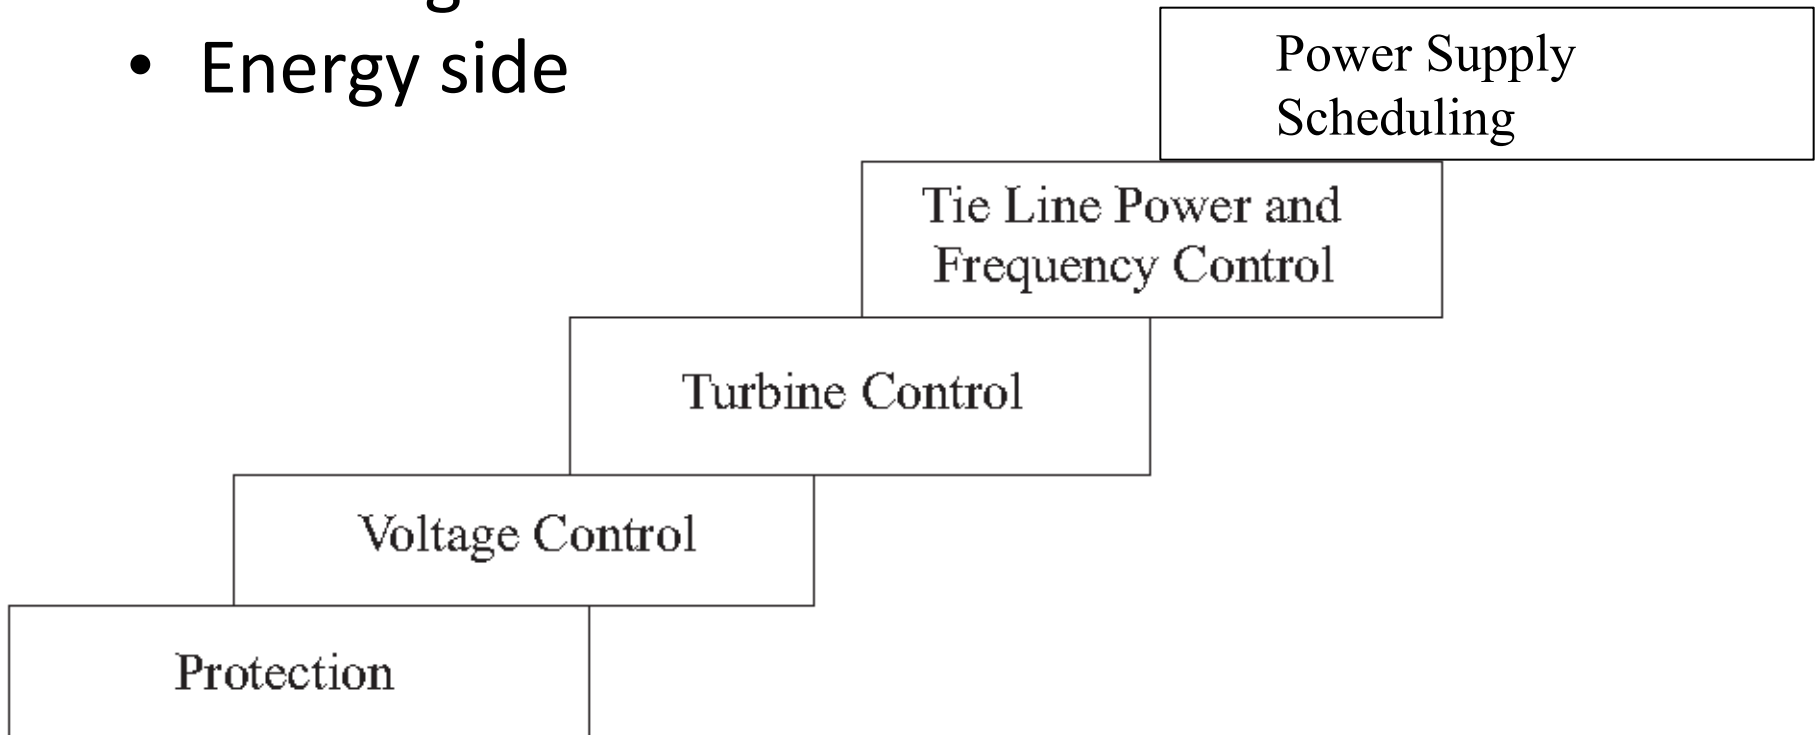 • Energy side
Power Supply
Scheduling
Tie Line Power and
Frequency Control
Turbine Control
Voltage Control
Protection